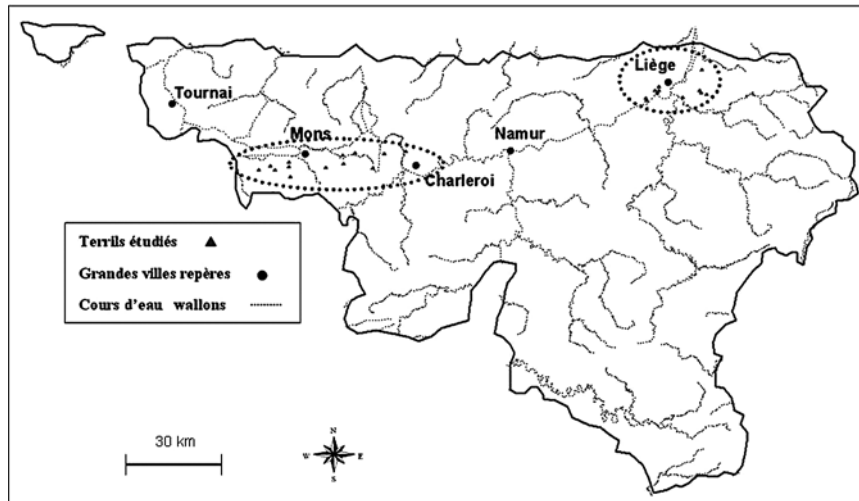 Liège
Tournai
Mons
Namur
Charleroi
Terrils étudiés
Grandes villes repères
Cours d'eau wallons
30 km
N
W E
S